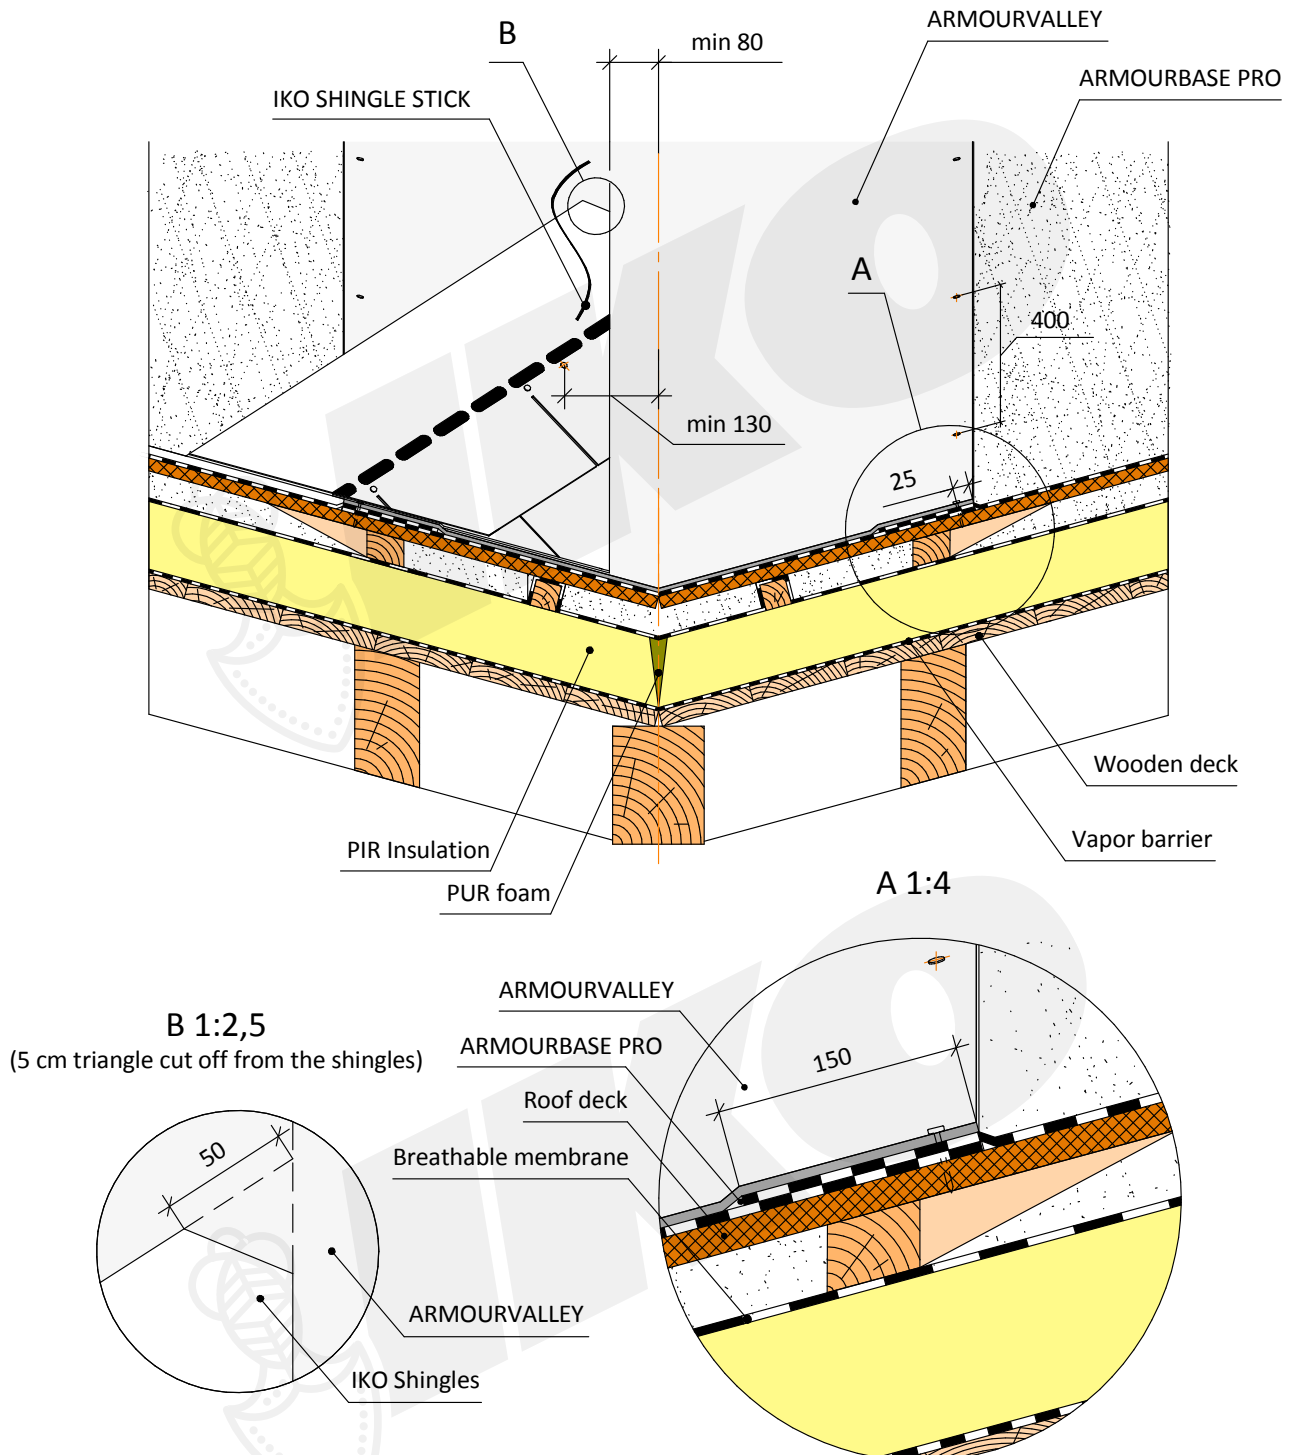 ARMOURVALLEY
B
min 80
ARMOURBASE PRO
IKO SHINGLE STICK
A
400
min 130
25
Wooden deck
Vapor barrier
PIR Insulation
PUR foam
A 1:4
ARMOURVALLEY
B 1:2,5
ARMOURBASE PRO
(5 cm triangle cut off from the shingles)
150
Roof deck
50
Breathable membrane
ARMOURVALLEY
IKO Shingles
IKO
IKO